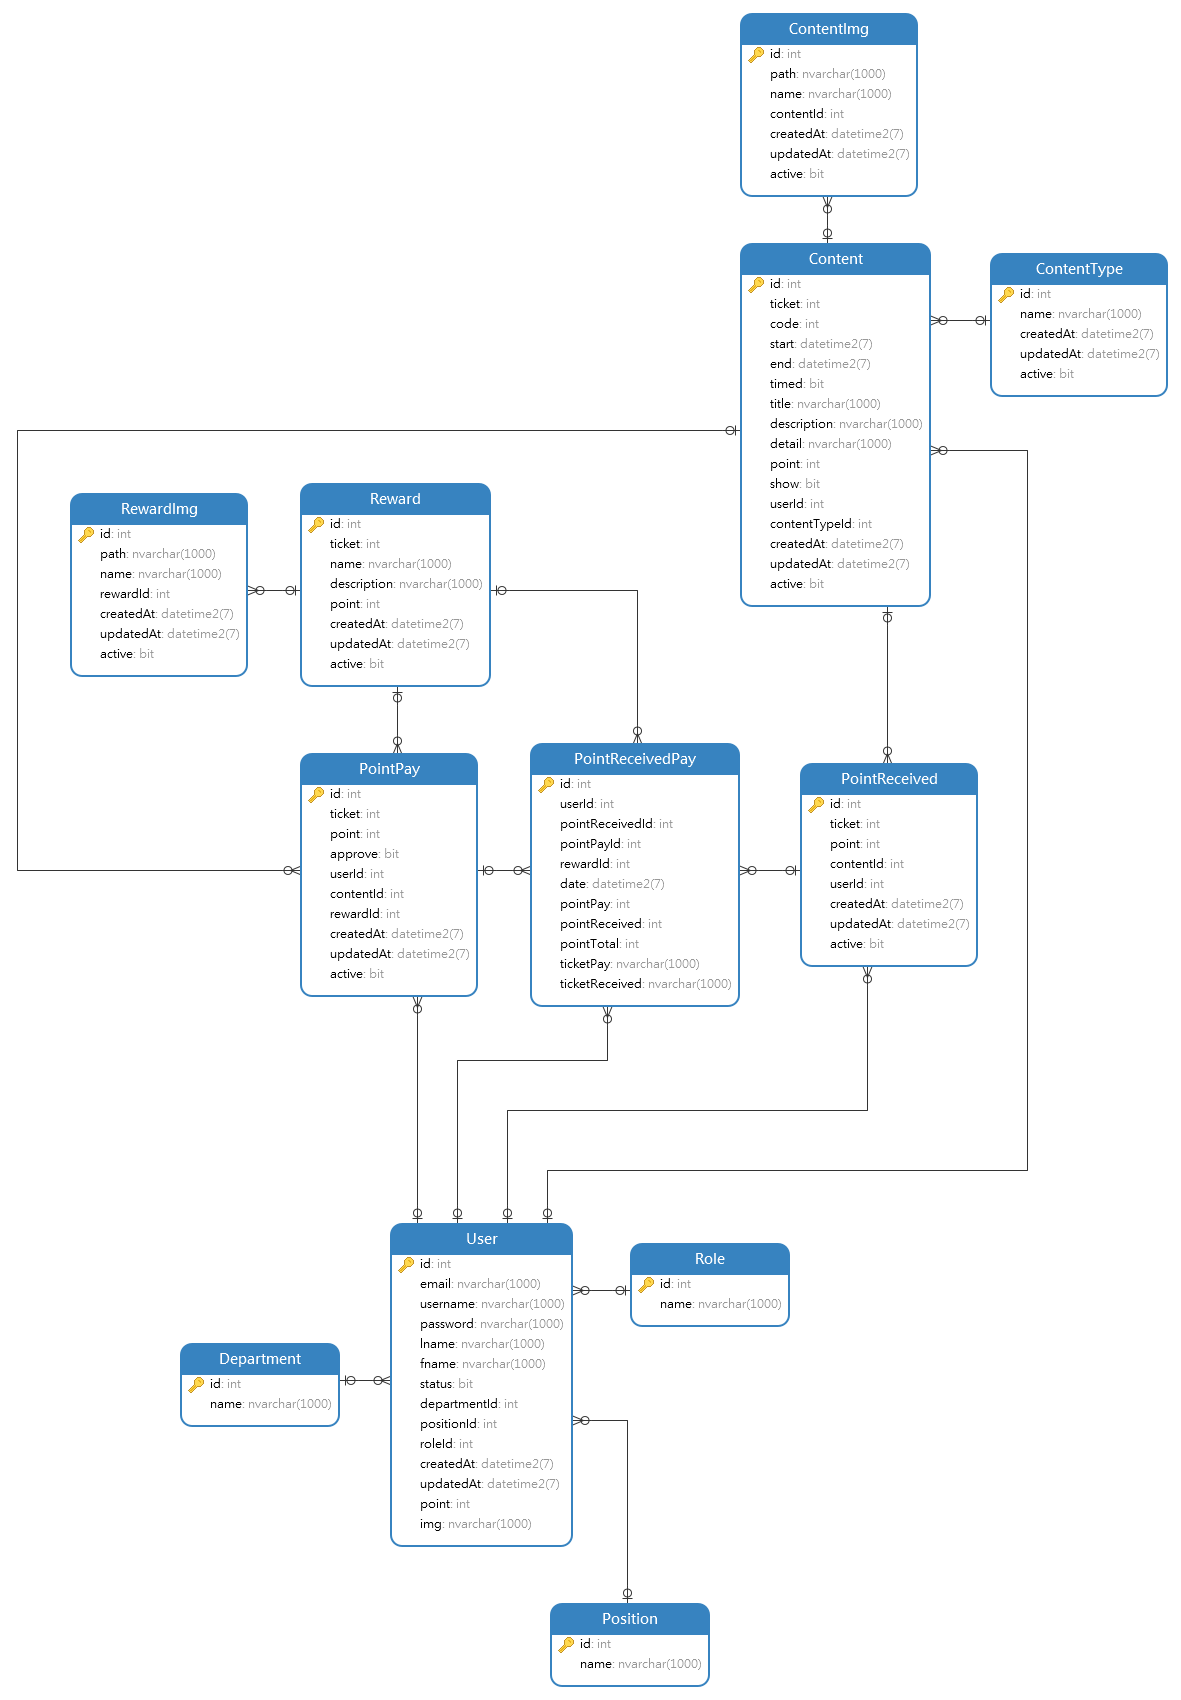 ContentImg
id: int
path: nvarchar(1000)
name: nvarchar(1000)
contentId: int
createdAt: datetime2(7)
updatedAt: datetime2(7)
active: bit
Content
id: int
ticket: int
code: int
start: datetime2(7)
end: datetime2(7)
timed: bit
title: nvarchar(1000)
description: nvarchar(1000)
detail: nvarchar(1000)
point: int
show: bit
userId: int
contentTypeId: int
createdAt: datetime2(7)
updatedAt: datetime2(7)
active: bit
ContentType
id: int
name: nvarchar(1000)
createdAt: datetime2(7)
updatedAt: datetime2(7)
active: bit
RewardImg
id: int
path: nvarchar(1000)
name: nvarchar(1000)
rewardId: int
createdAt: datetime2(7)
updatedAt: datetime2(7)
active: bit
Reward
id: int
ticket: int
name: nvarchar(1000)
description: nvarchar(1000)
point: int
createdAt: datetime2(7)
updatedAt: datetime2(7)
active: bit
PointPay
id: int
ticket: int
point: int
approve: bit
userId: int
contentId: int
rewardId: int
createdAt: datetime2(7)
updatedAt: datetime2(7)
active: bit
PointReceivedPay
id: int
userId: int
pointReceivedId: int
pointPayId: int
rewardId: int
date: datetime2(7)
pointPay: int
pointReceived: int
pointTotal: int
ticketPay: nvarchar(1000)
ticketReceived: nvarchar(1000)
PointReceived
id: int
ticket: int
point: int
contentId: int
userId: int
createdAt: datetime2(7)
updatedAt: datetime2(7)
active: bit
User
id: int
email: nvarchar(1000)
username: nvarchar(1000)
password: nvarchar(1000)
lname: nvarchar(1000)
fname: nvarchar(1000)
status: bit
departmentId: int
positionId: int
roleId: int
createdAt: datetime2(7)
updatedAt: datetime2(7)
point: int
img: nvarchar(1000)
Role
id: int
name: nvarchar(1000)
Department
id: int
name: nvarchar(1000)
Position
id: int
name: nvarchar(1000)